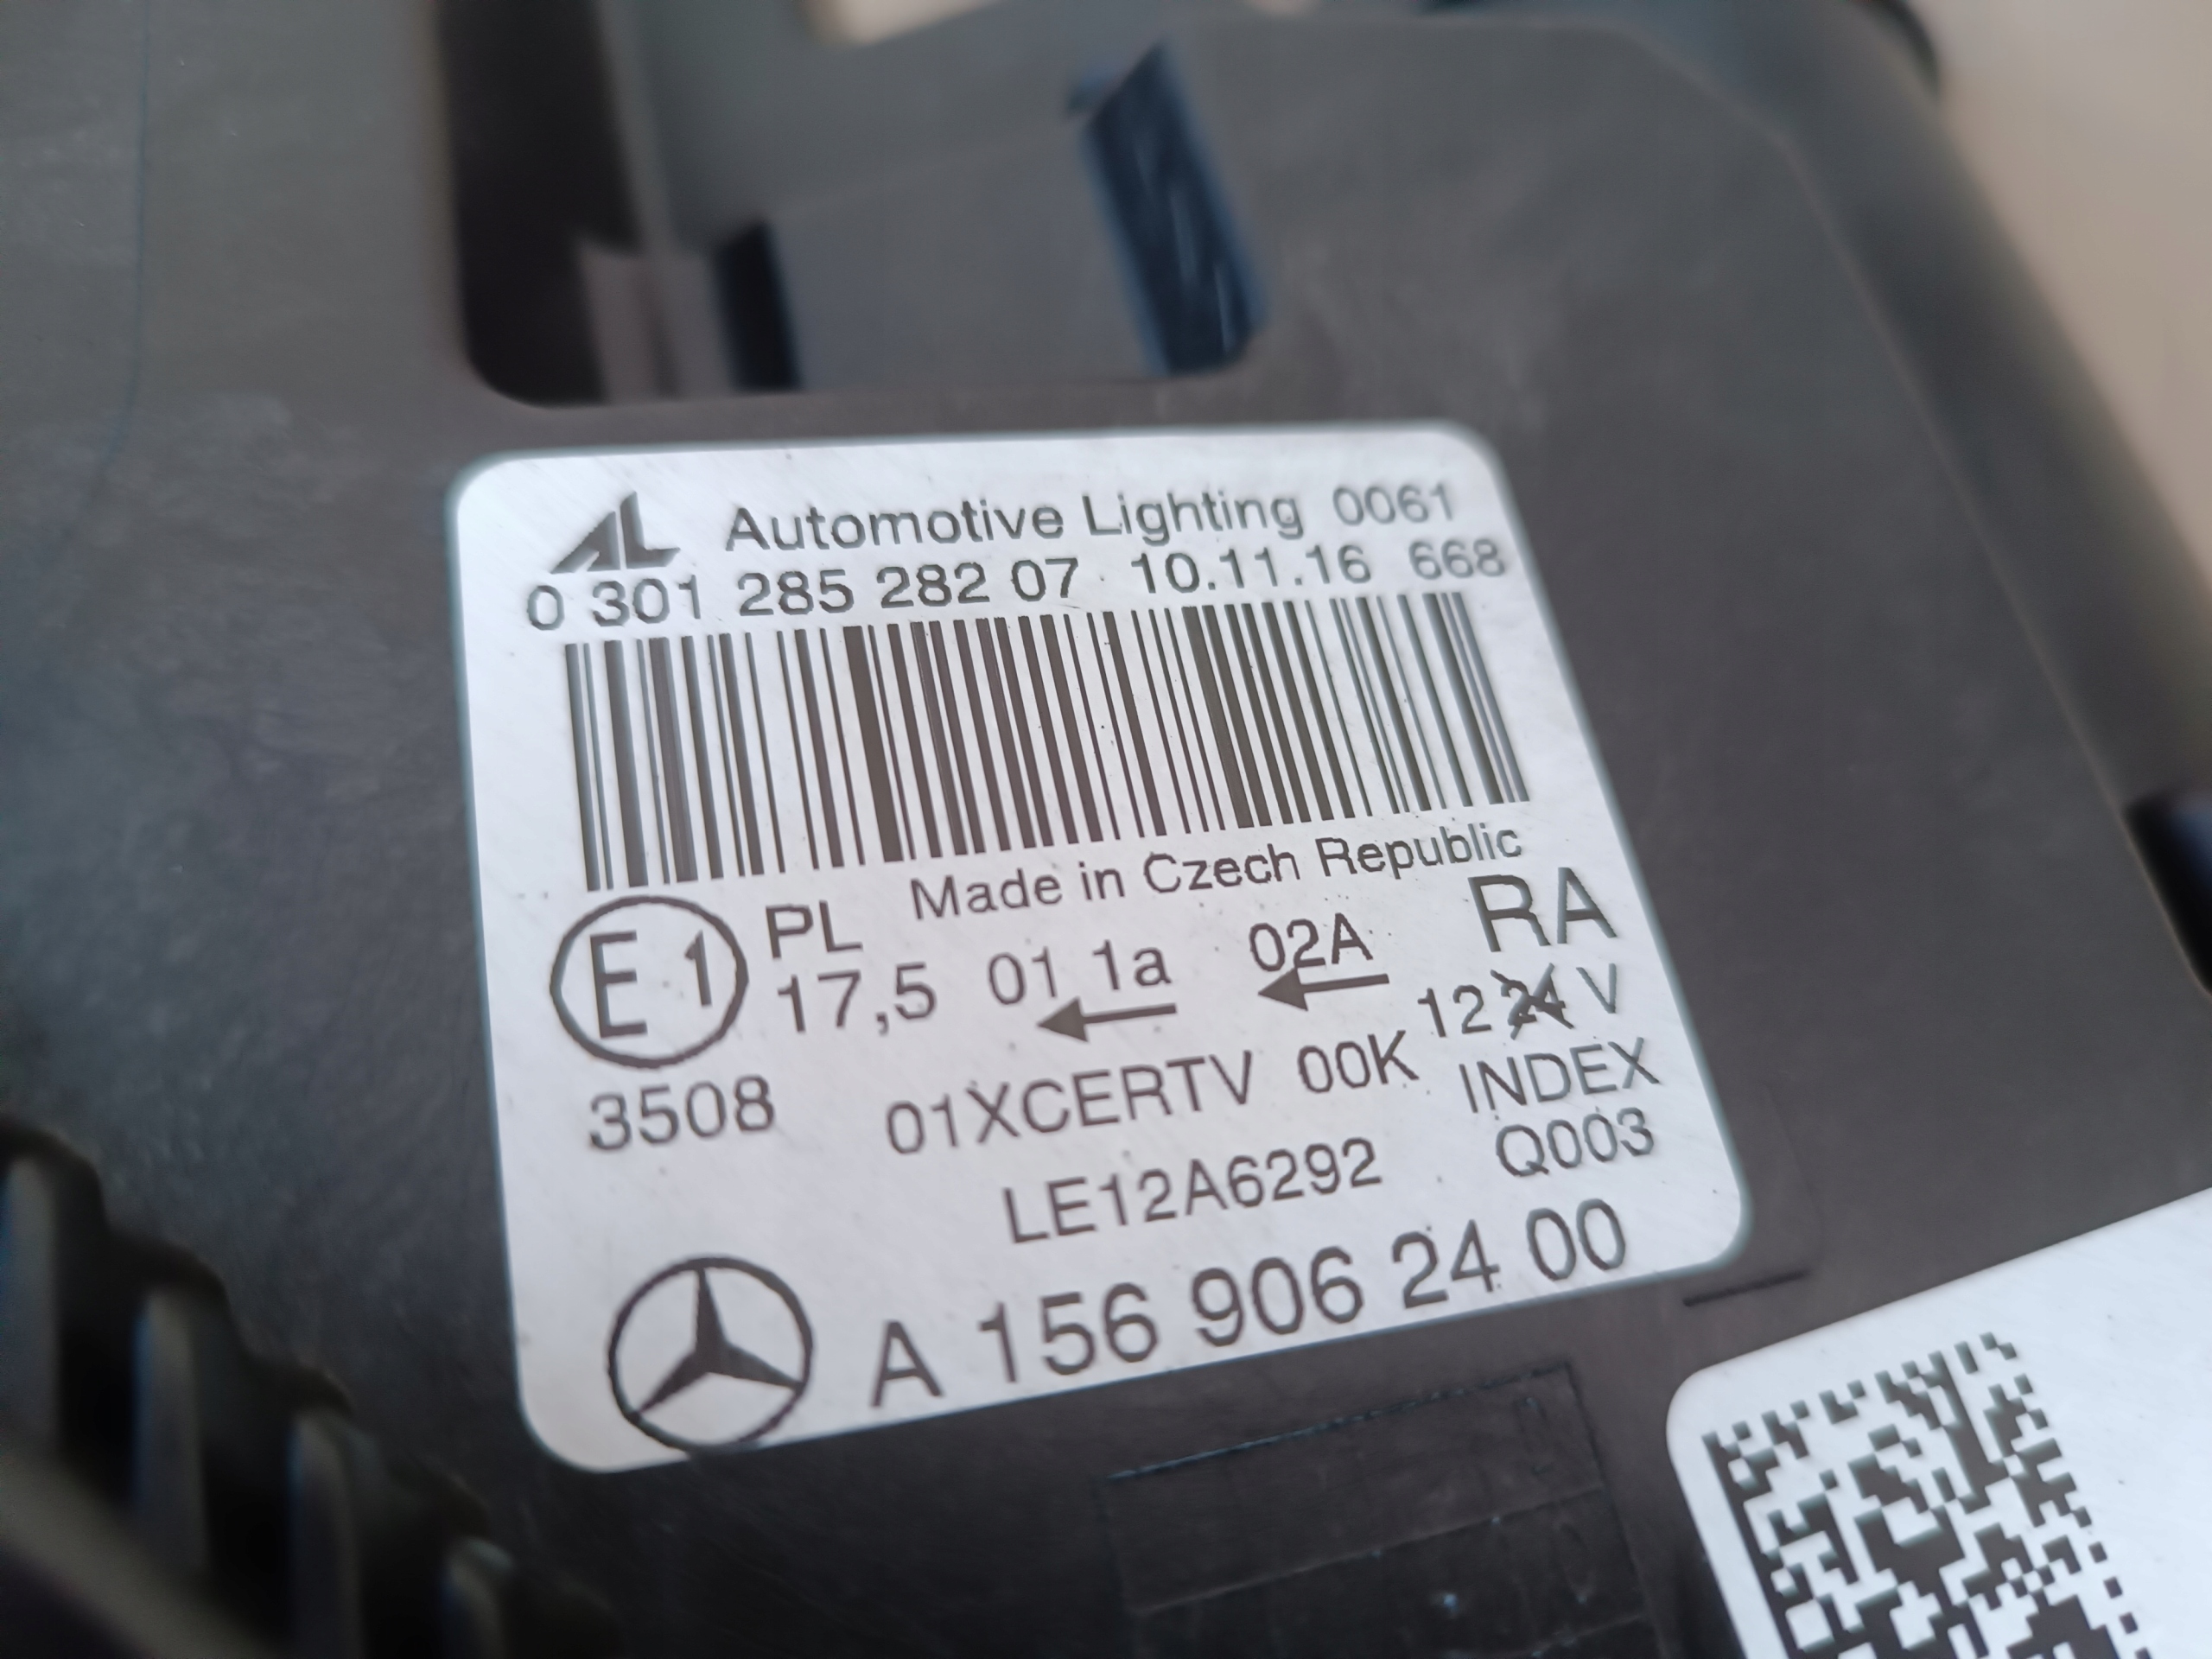 AL Automotive Lighting 0061
0 301 285 282 07 10.11.16 668
Made in Czech Republic
E1 PL RA
17,5 01 1a 02A
12 24 V
3508 01XCERTV 00K INDEX
LE12A6292 Q003
A 156 906 24 00